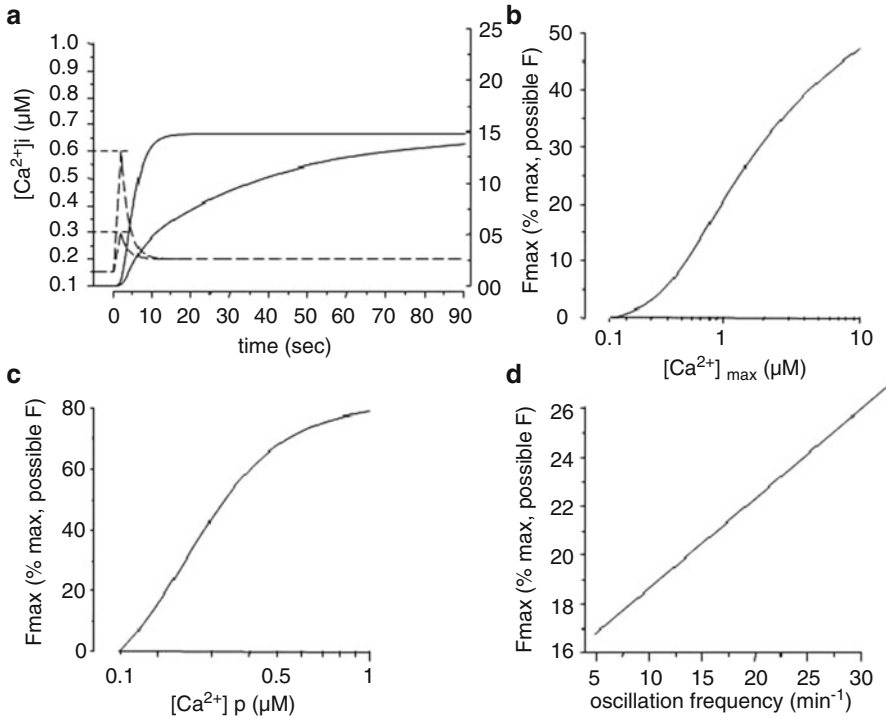 a
[Ca²⁺]i (µM)
1.0
0.9
0.8
0.7
0.6
0.5
0.4
0.3
0.2
0.1
25
20
15
10
05
00
0 10 20 30 40 50 60 70 80 90
time (sec)
b
Fmax (% max, possible F)
50
40
30
20
10
0
0.1 1 10
[Ca²⁺] max (µM)
c
Fmax (% max, possible F)
80
60
40
20
0
0.1 0.5 1
[Ca²⁺] p (µM)
d
Fmax (% max, possible F)
26
24
22
20
18
16
5 10 15 20 25 30
oscillation frequency (min⁻¹)